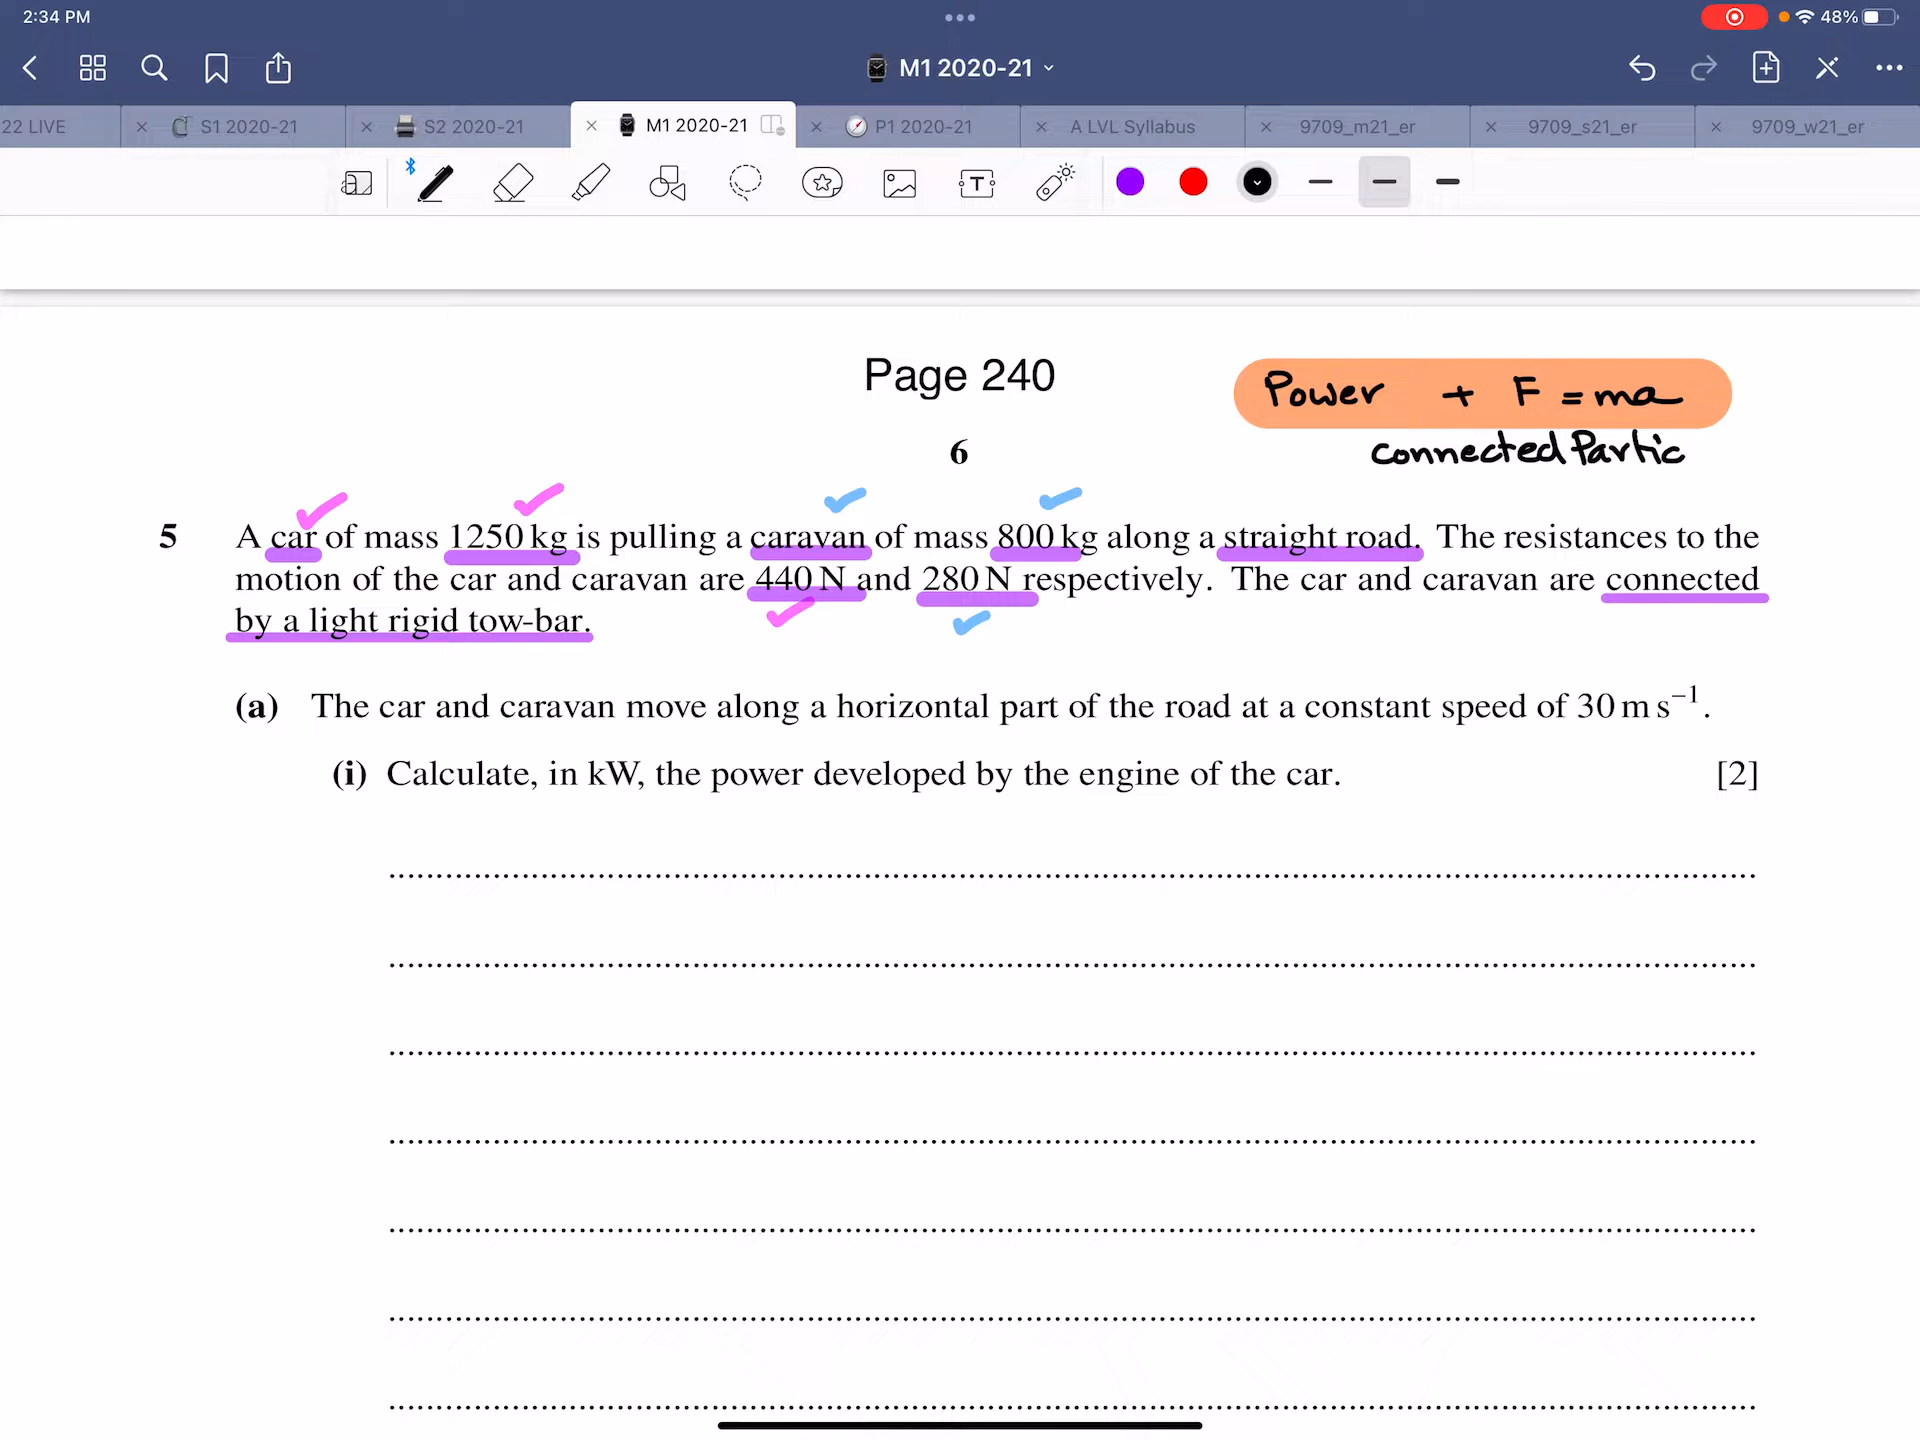 2:34 PM
48%
M1 2020-21
22 LIVE
S1 2020-21
S2 2020-21
M1 2020-21
P1 2020-21
A LVL Syllabus
9709_m21_er
9709_s21_er
9709_w21_er
Page 240
Power + F = ma
6
connected Partic
5 A car of mass 1250 kg is pulling a caravan of mass 800 kg along a straight road. The resistances to the
motion of the car and caravan are 440 N and 280 N respectively. The car and caravan are connected
by a light rigid tow-bar.
(a) The car and caravan move along a horizontal part of the road at a constant speed of 30 m s⁻¹.
(i) Calculate, in kW, the power developed by the engine of the car. [2]